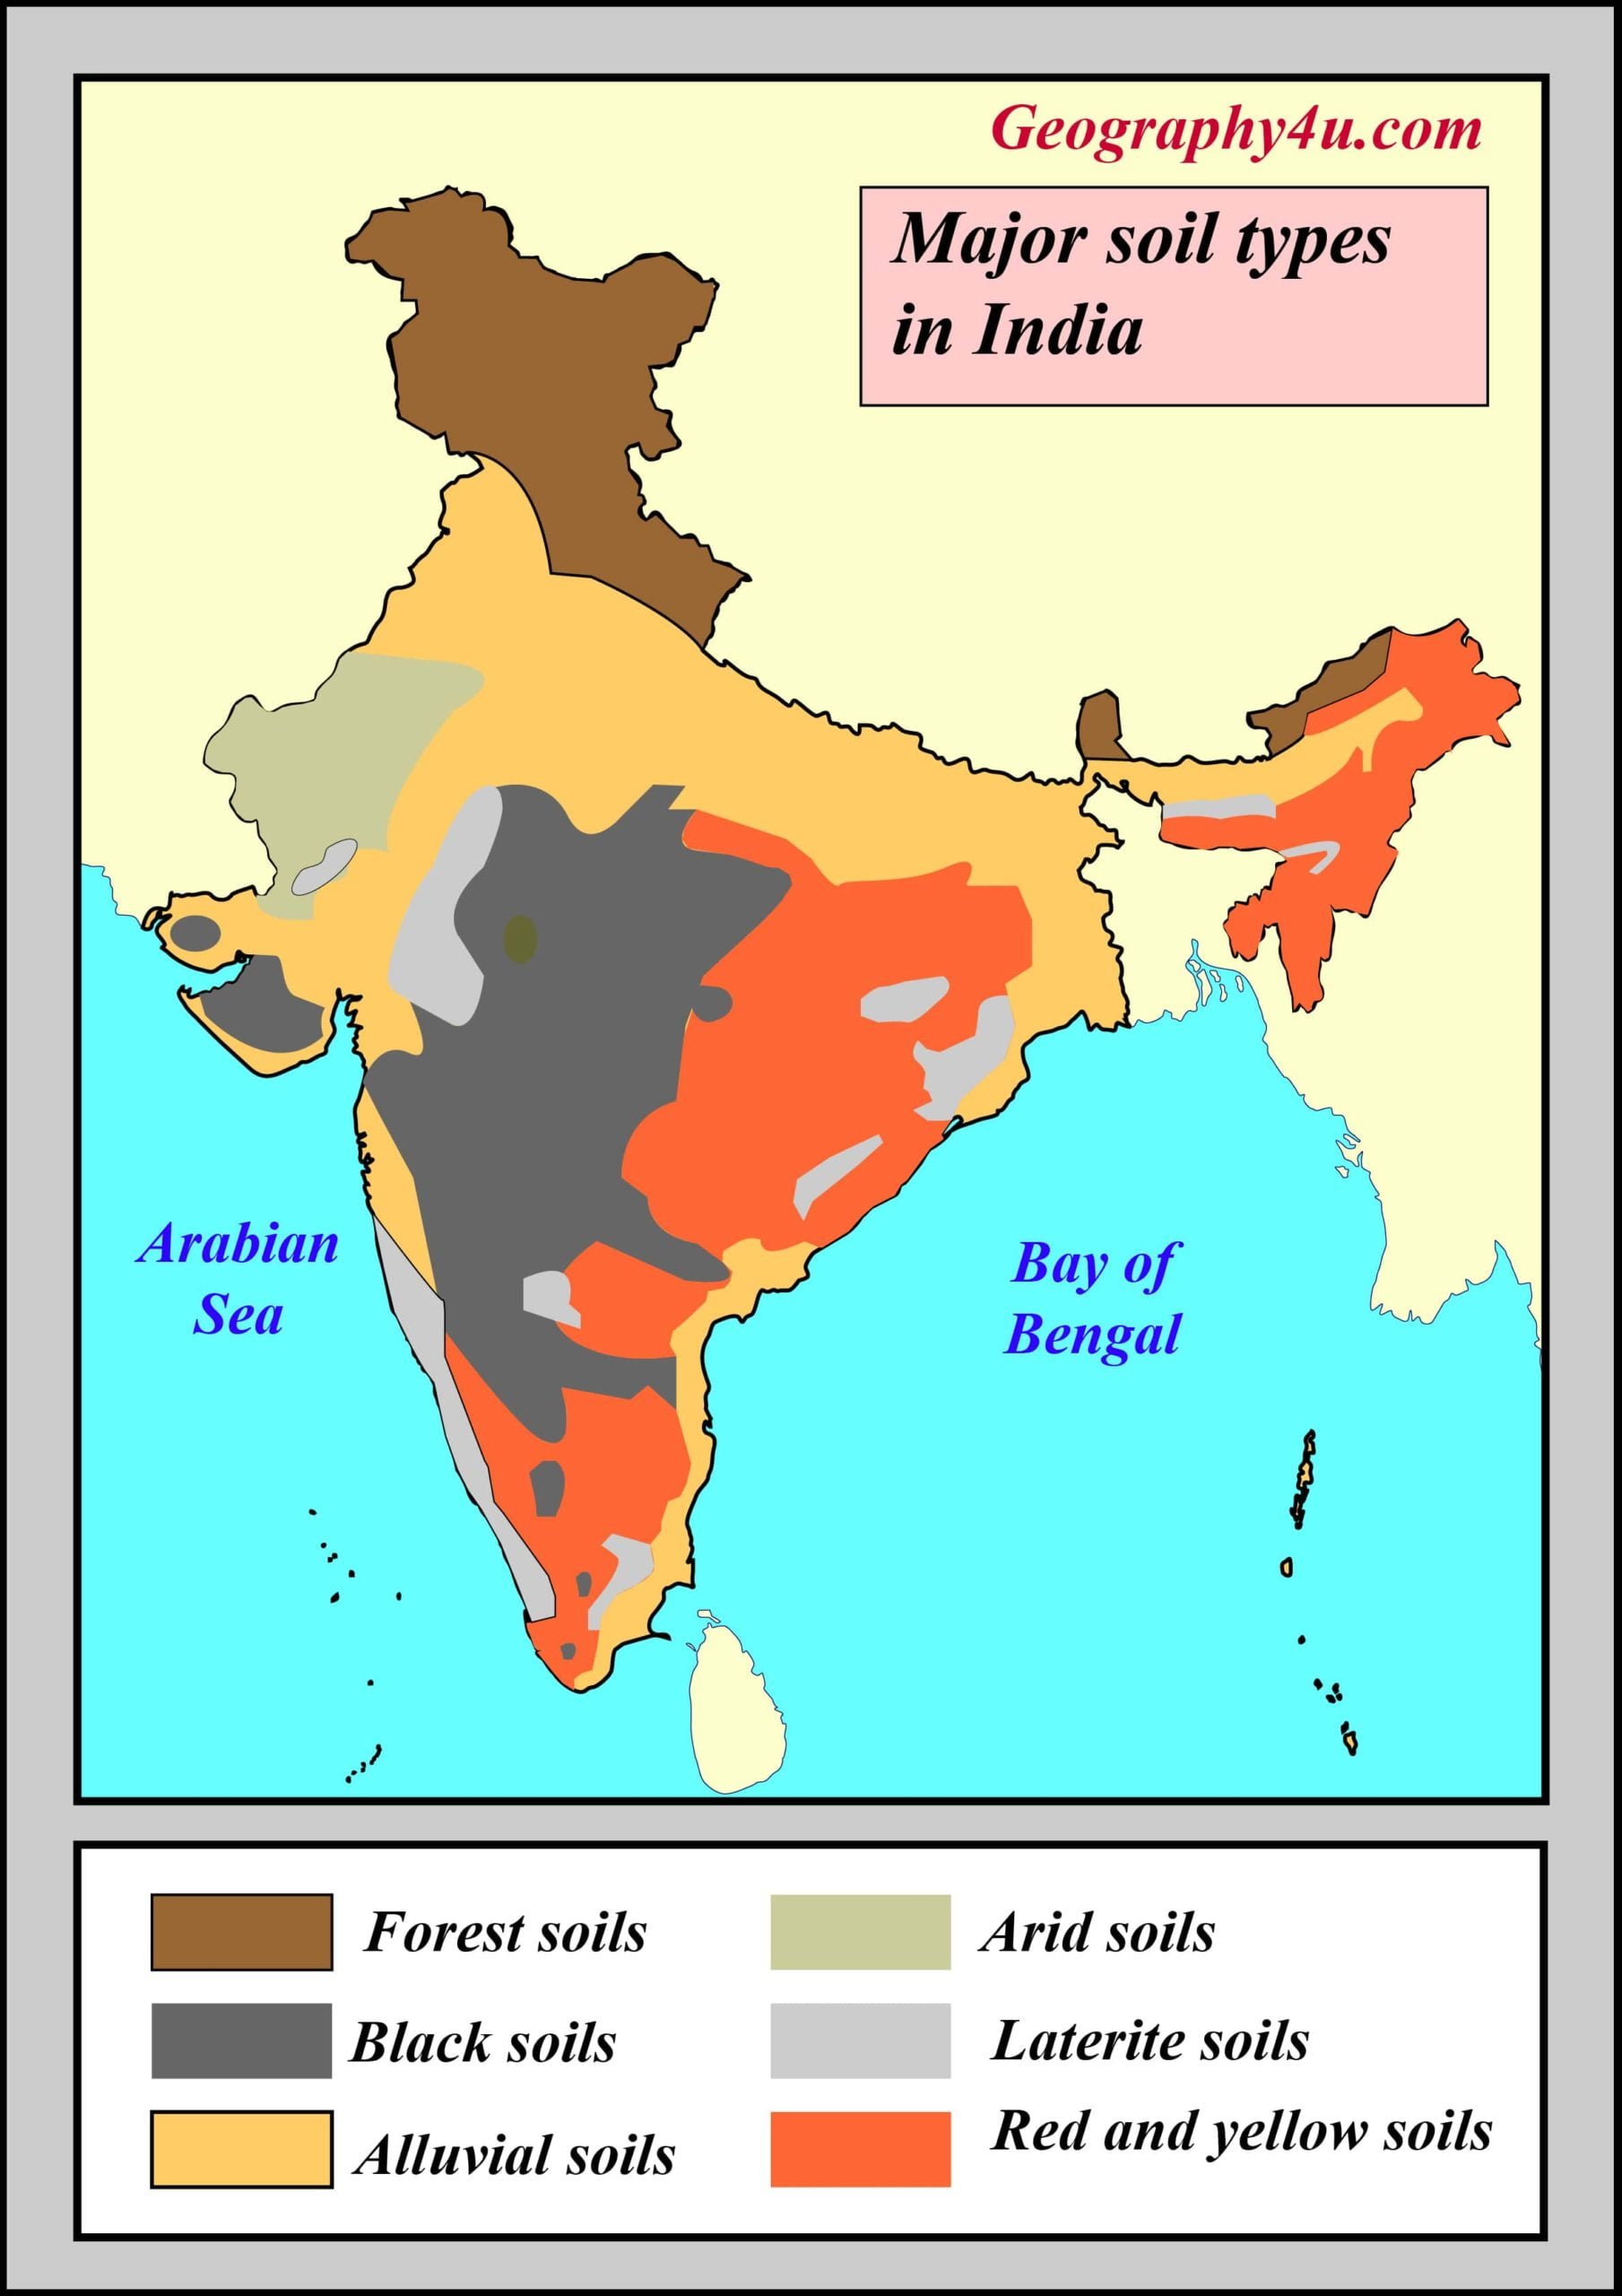 Geography4u.com
Major soil types
in India
Arabian
Sea
Bay of
Bengal
Forest soils
Arid soils
Black soils
Laterite soils
Alluvial soils
Red and yellow soils